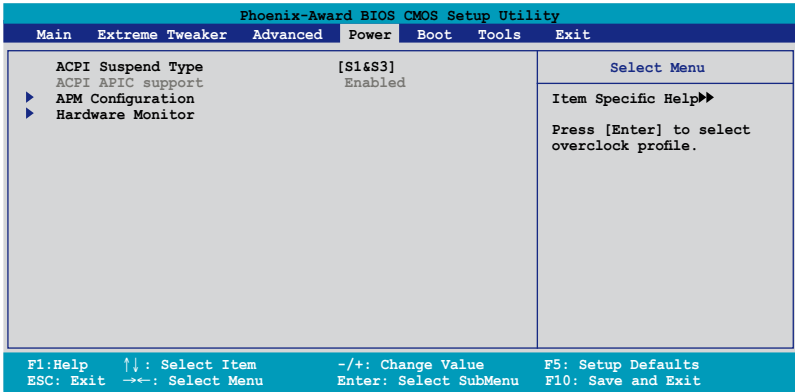 Phoenix-Award BIOS CMOS Setup Utility
Main Extreme Tweaker Advanced Power Boot Tools Exit
ACPI Suspend Type [S1&S3]
ACPI APIC support Enabled
APM Configuration
Hardware Monitor
Select Menu
Item Specific Help
Press [Enter] to select
overclock profile.
F1:Help ↑↓: Select Item -/+: Change Value F5: Setup Defaults
ESC: Exit →←: Select Menu Enter: Select SubMenu F10: Save and Exit